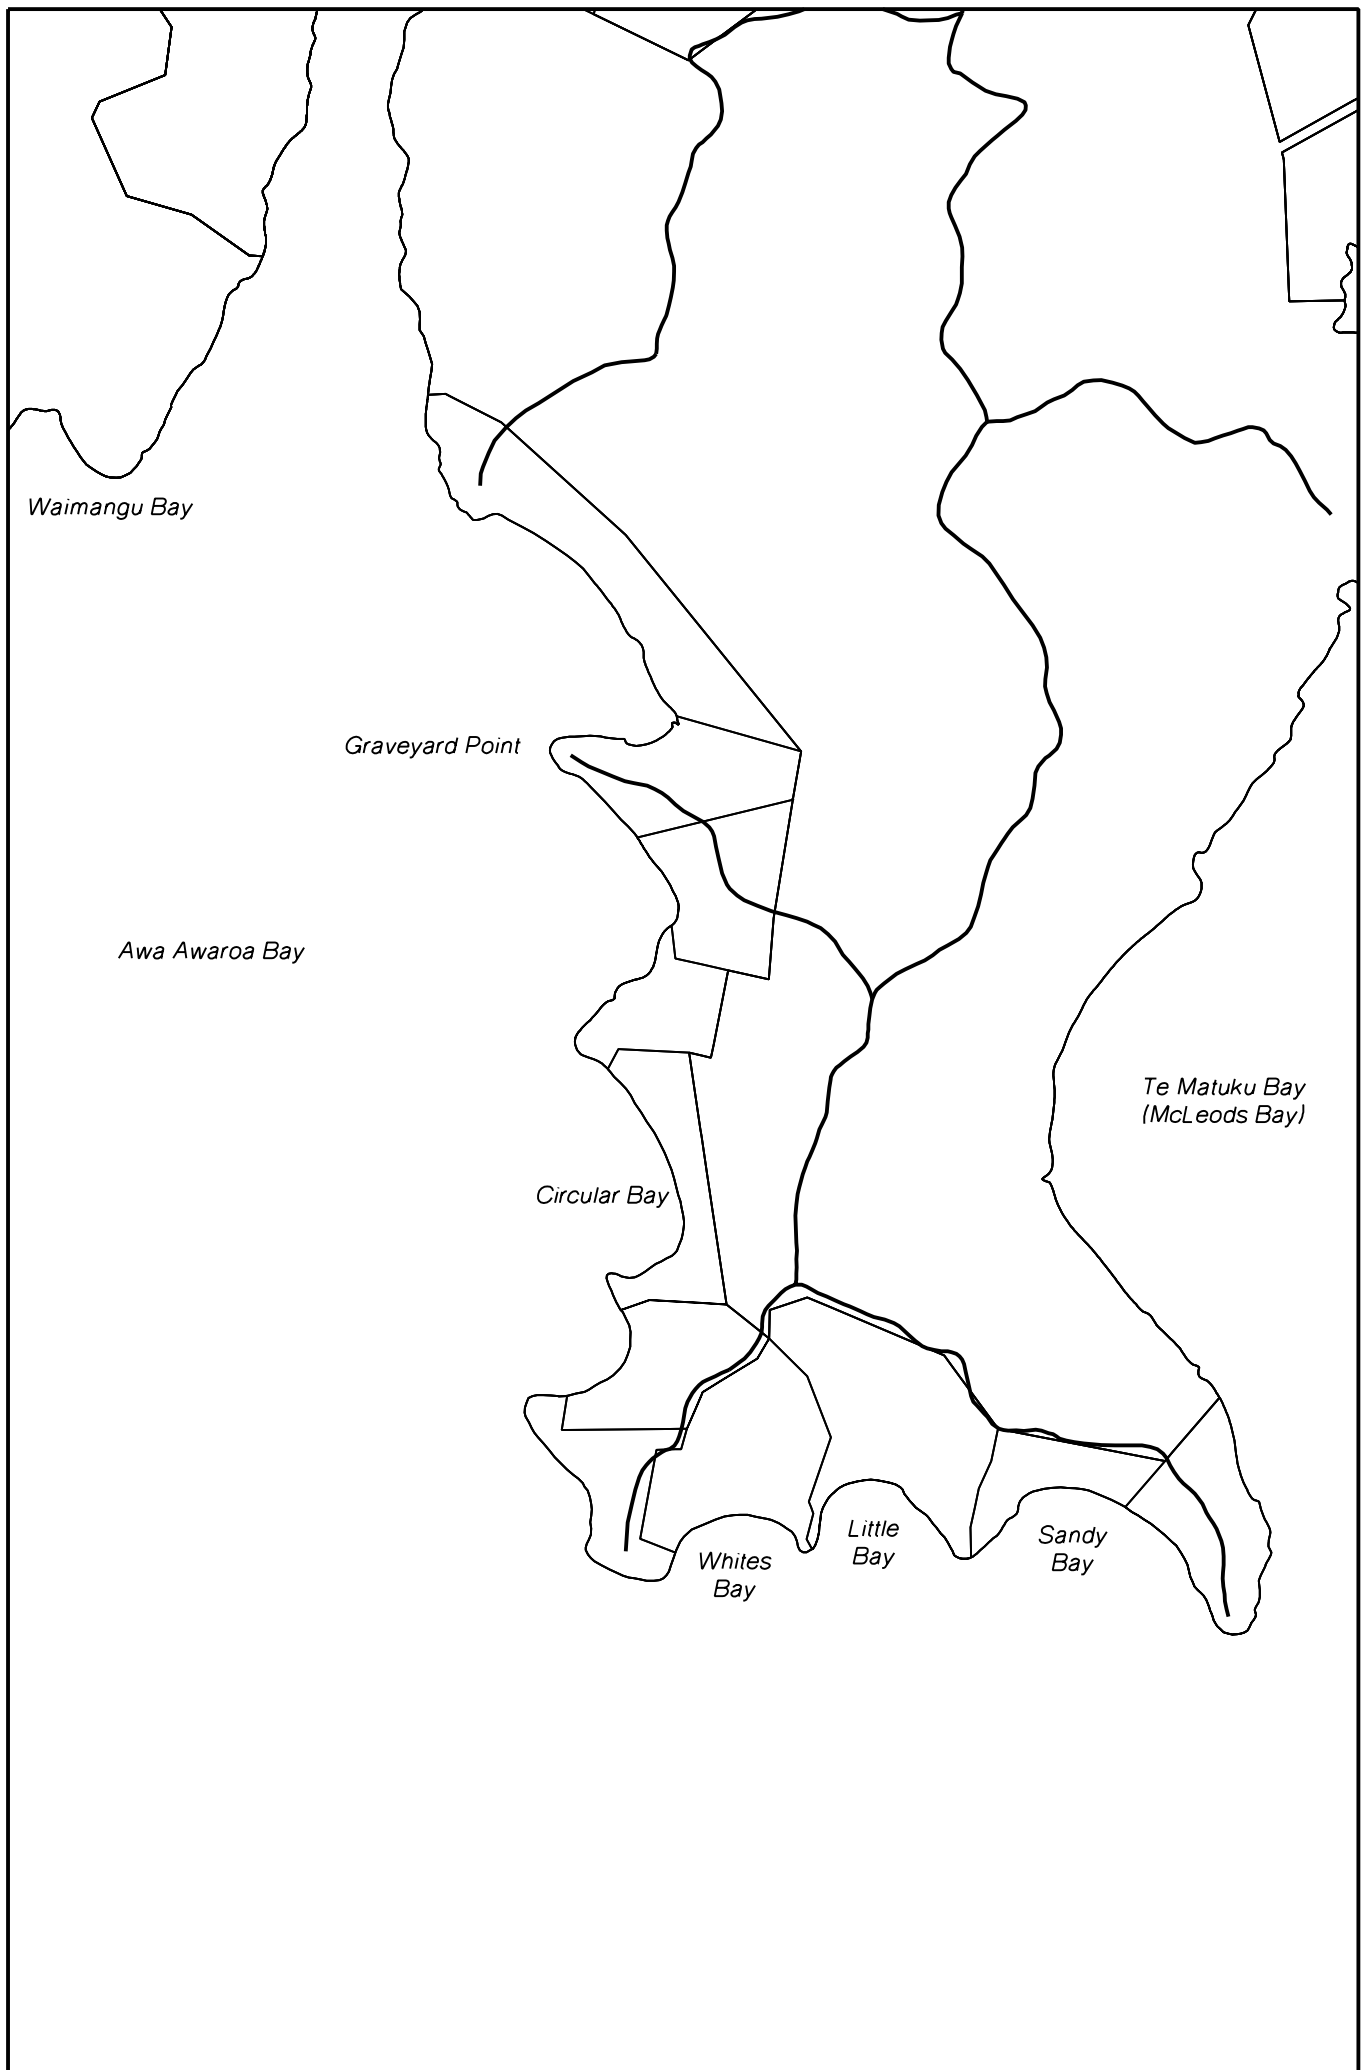 Waimangu Bay
Graveyard Point
Awa Awaroa Bay
Te Matuku Bay
(McLeods Bay)
Circular Bay
Little
Bay
Sandy
Bay
Whites
Bay